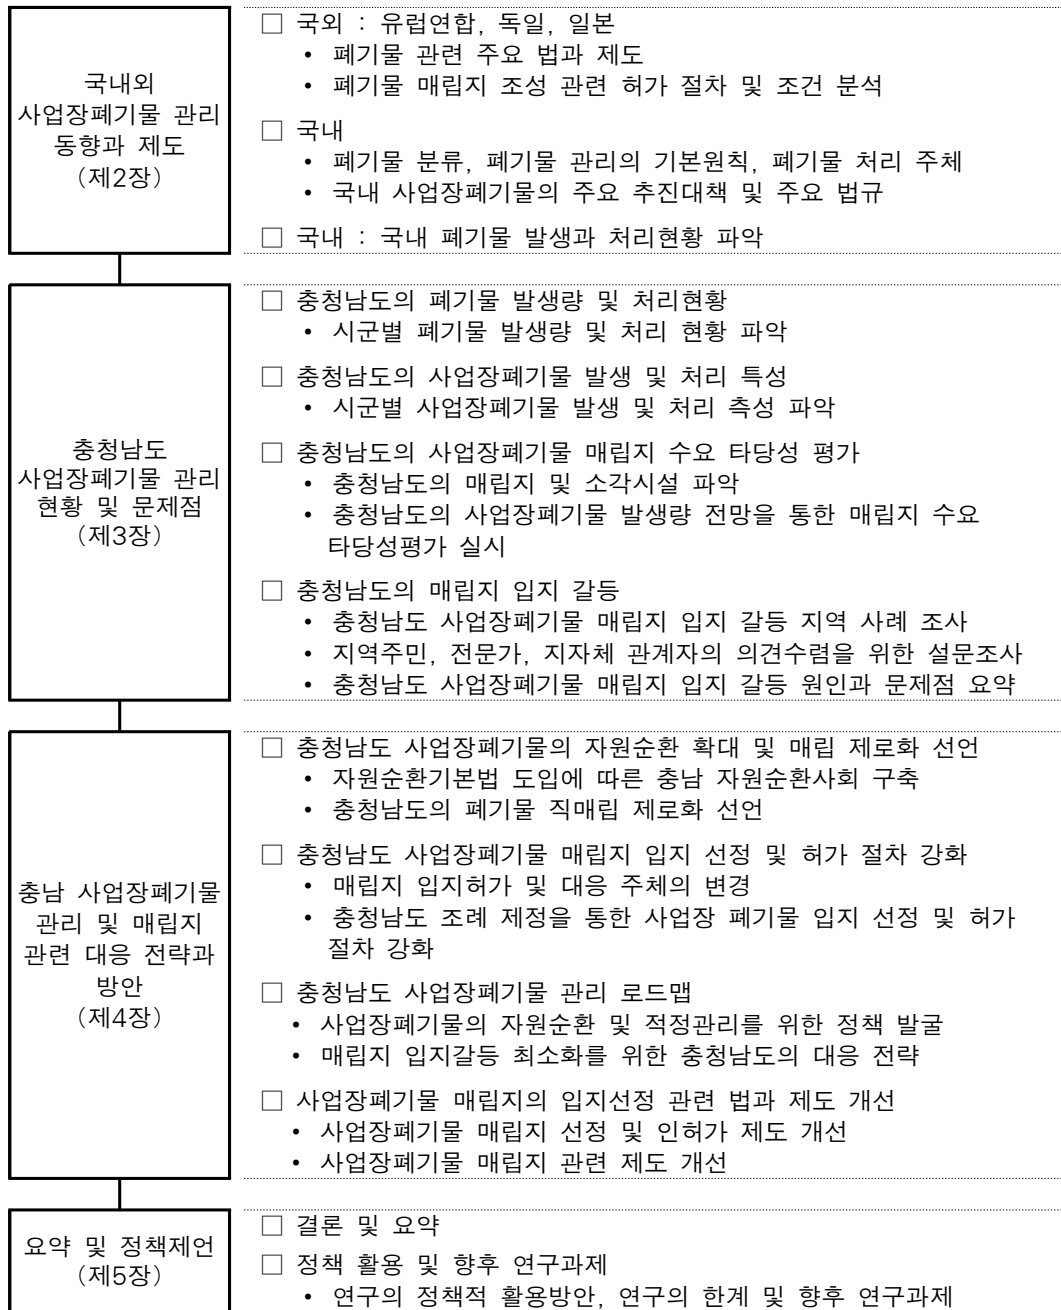 국내외
사업장폐기물 관리
동향과 제도
(제2장)
□ 국외 : 유럽연합, 독일, 일본
• 폐기물 관련 주요 법과 제도
• 폐기물 매립지 조성 관련 허가 절차 및 조건 분석
□ 국내
• 폐기물 분류, 폐기물 관리의 기본원칙, 폐기물 처리 주체
• 국내 사업장폐기물의 주요 추진대책 및 주요 법규
□ 국내 : 국내 폐기물 발생과 처리현황 파악
충청남도
사업장폐기물 관리
현황 및 문제점
(제3장)
□ 충청남도의 폐기물 발생량 및 처리현황
• 시군별 폐기물 발생량 및 처리 현황 파악
□ 충청남도의 사업장폐기물 발생 및 처리 특성
• 시군별 사업장폐기물 발생 및 처리 측성 파악
□ 충청남도의 사업장폐기물 매립지 수요 타당성 평가
• 충청남도의 매립지 및 소각시설 파악
• 충청남도의 사업장폐기물 발생량 전망을 통한 매립지 수요
타당성평가 실시
□ 충청남도의 매립지 입지 갈등
• 충청남도 사업장폐기물 매립지 입지 갈등 지역 사례 조사
• 지역주민, 전문가, 지자체 관계자의 의견수렴을 위한 설문조사
• 충청남도 사업장폐기물 매립지 입지 갈등 원인과 문제점 요약
충남 사업장폐기물
관리 및 매립지
관련 대응 전략과
방안
(제4장)
□ 충청남도 사업장폐기물의 자원순환 확대 및 매립 제로화 선언
• 자원순환기본법 도입에 따른 충남 자원순환사회 구축
• 충청남도의 폐기물 직매립 제로화 선언
□ 충청남도 사업장폐기물 매립지 입지 선정 및 허가 절차 강화
• 매립지 입지허가 및 대응 주체의 변경
• 충청남도 조례 제정을 통한 사업장 폐기물 입지 선정 및 허가
절차 강화
□ 충청남도 사업장폐기물 관리 로드맵
• 사업장폐기물의 자원순환 및 적정관리를 위한 정책 발굴
• 매립지 입지갈등 최소화를 위한 충청남도의 대응 전략
□ 사업장폐기물 매립지의 입지선정 관련 법과 제도 개선
• 사업장폐기물 매립지 선정 및 인허가 제도 개선
• 사업장폐기물 매립지 관련 제도 개선
요약 및 정책제언
(제5장)
□ 결론 및 요약
□ 정책 활용 및 향후 연구과제
• 연구의 정책적 활용방안, 연구의 한계 및 향후 연구과제